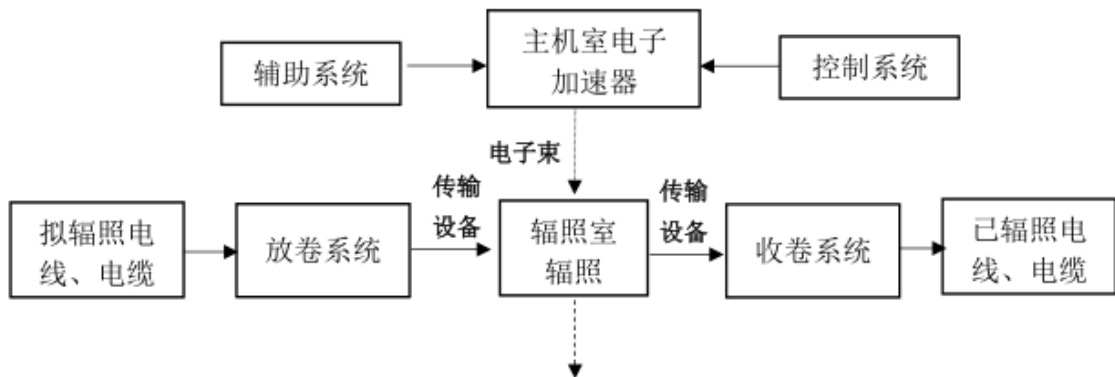 主机室电子
加速器
辅助系统
控制系统
电子束
传输
设备
传输
设备
拟辐照电
线、电缆
放卷系统
辐照室
辐照
收卷系统
已辐照电
线、电缆